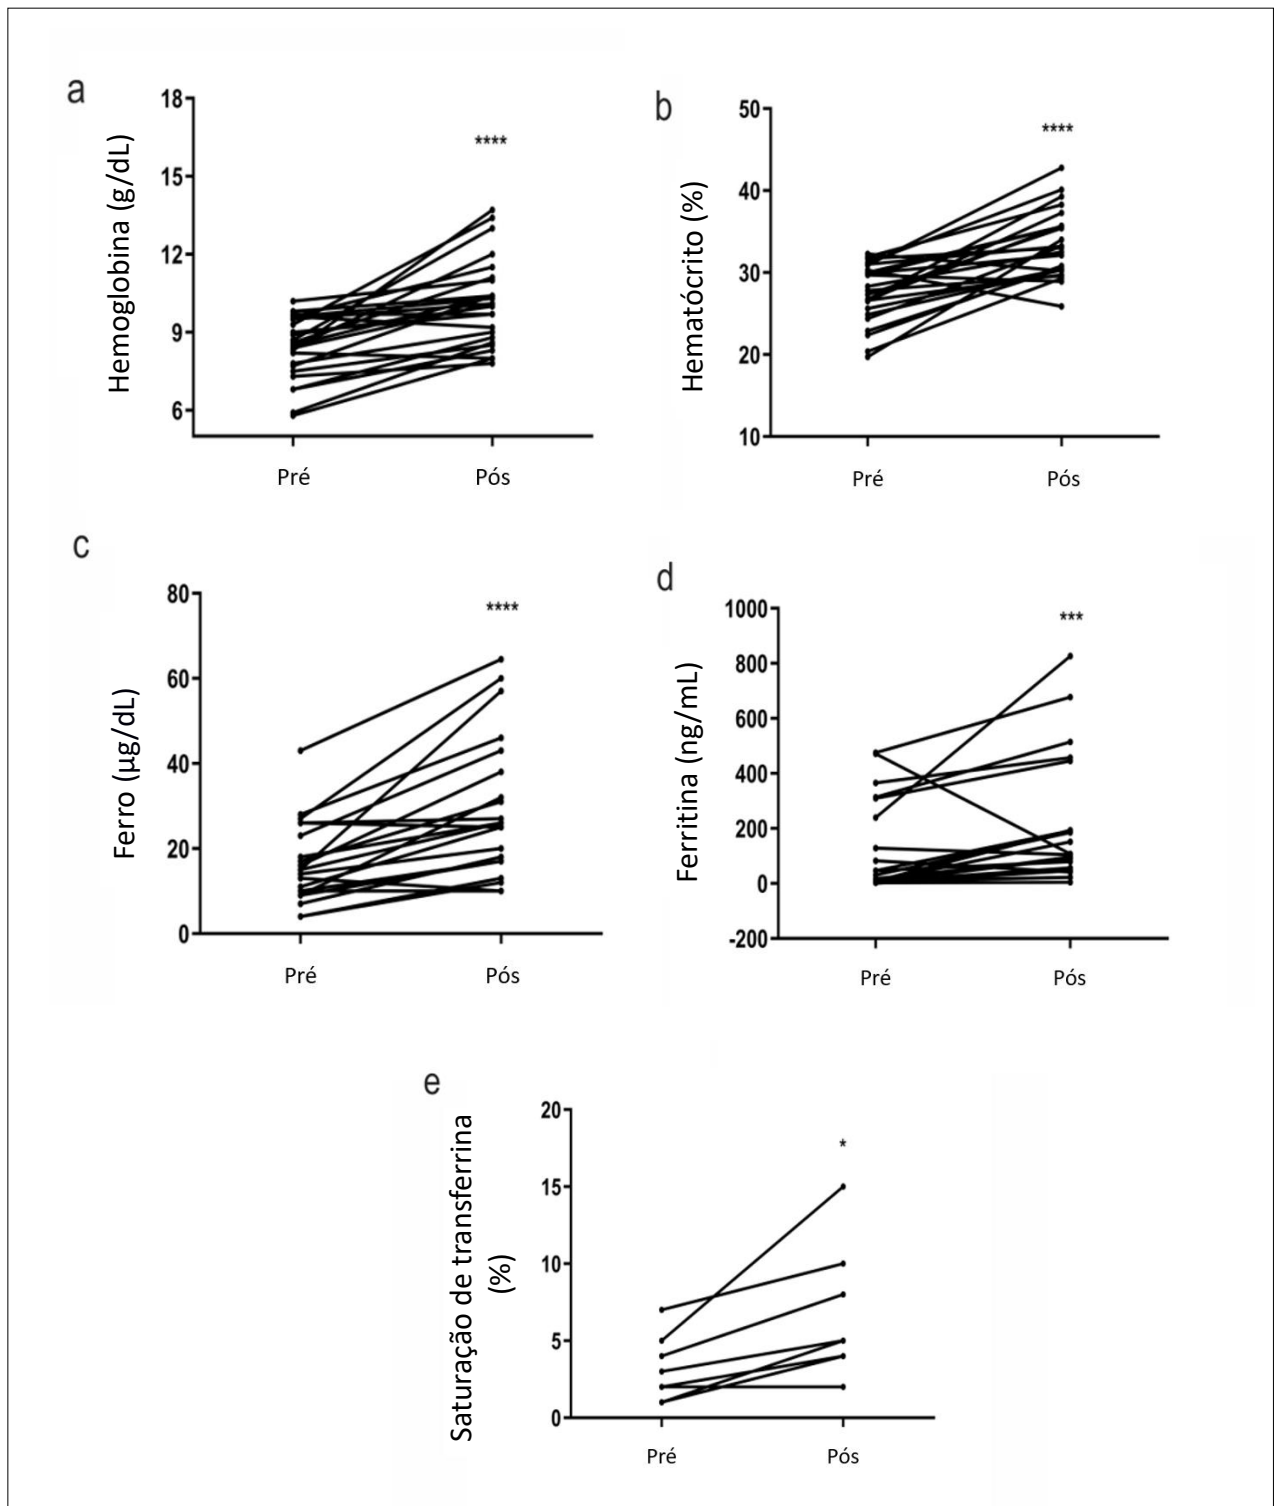 a
Hemoglobina (g/dL)
18
15
12
9
6
****
Pré
Pós
b
Hematócrito (%)
50
40
30
20
10
****
Pré
Pós
c
Ferro (µg/dL)
80
60
40
20
0
****
Pré
Pós
d
Ferritina (ng/mL)
1000
800
600
400
200
0
-200
***
Pré
Pós
e
Saturação de transferrina
(%)
20
15
10
5
0
*
Pré
Pós